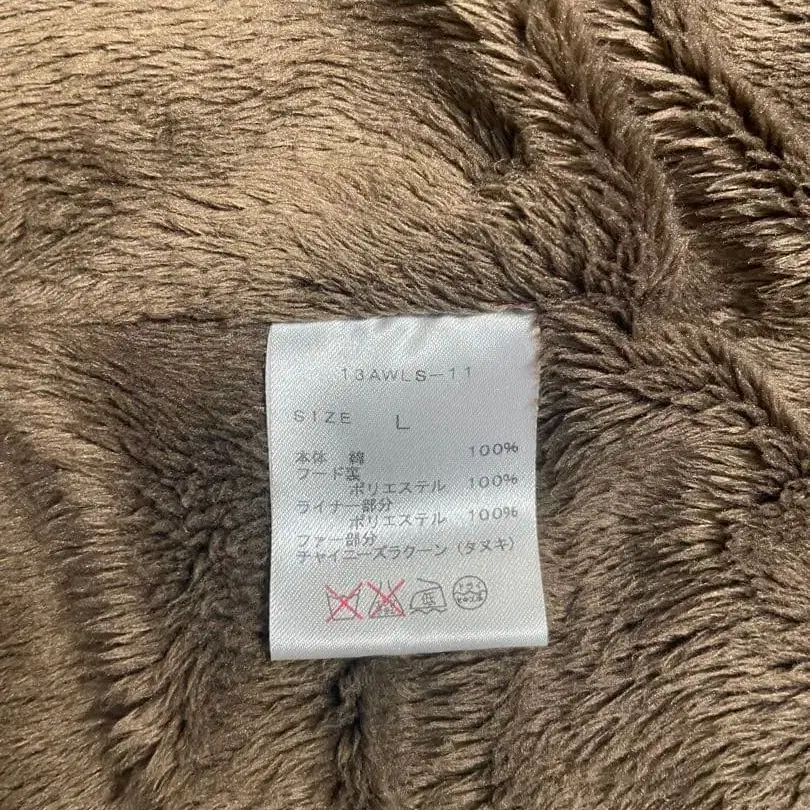 13AWLS-11
SIZE L
本体 綿 100%
フード裏
ポリエステル 100%
ライナー部分
ポリエステル 100%
ファー部分
チャイニーズラクーン(タヌキ)
低